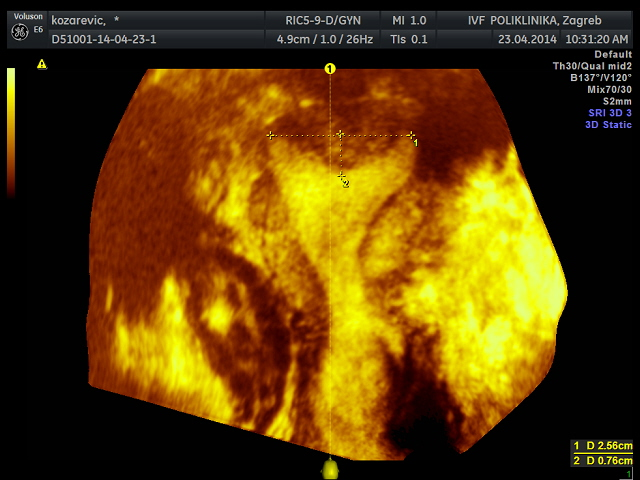 Voluson
E6
kozarevic, *
RIC5-9-D/GYN
MI 1.0
IVF POLIKLINIKA, Zagreb
D51001-14-04-23-1
4.9cm / 1.0 / 26Hz
TIs 0.1
23.04.2014
10:31:20 AM
Default
Th30/Qual mid2
B137°/V120°
Mix70/30
S2mm
SRI 3D 3
3D Static
1
1
2
1 D 2.56cm
2 D 0.76cm
1